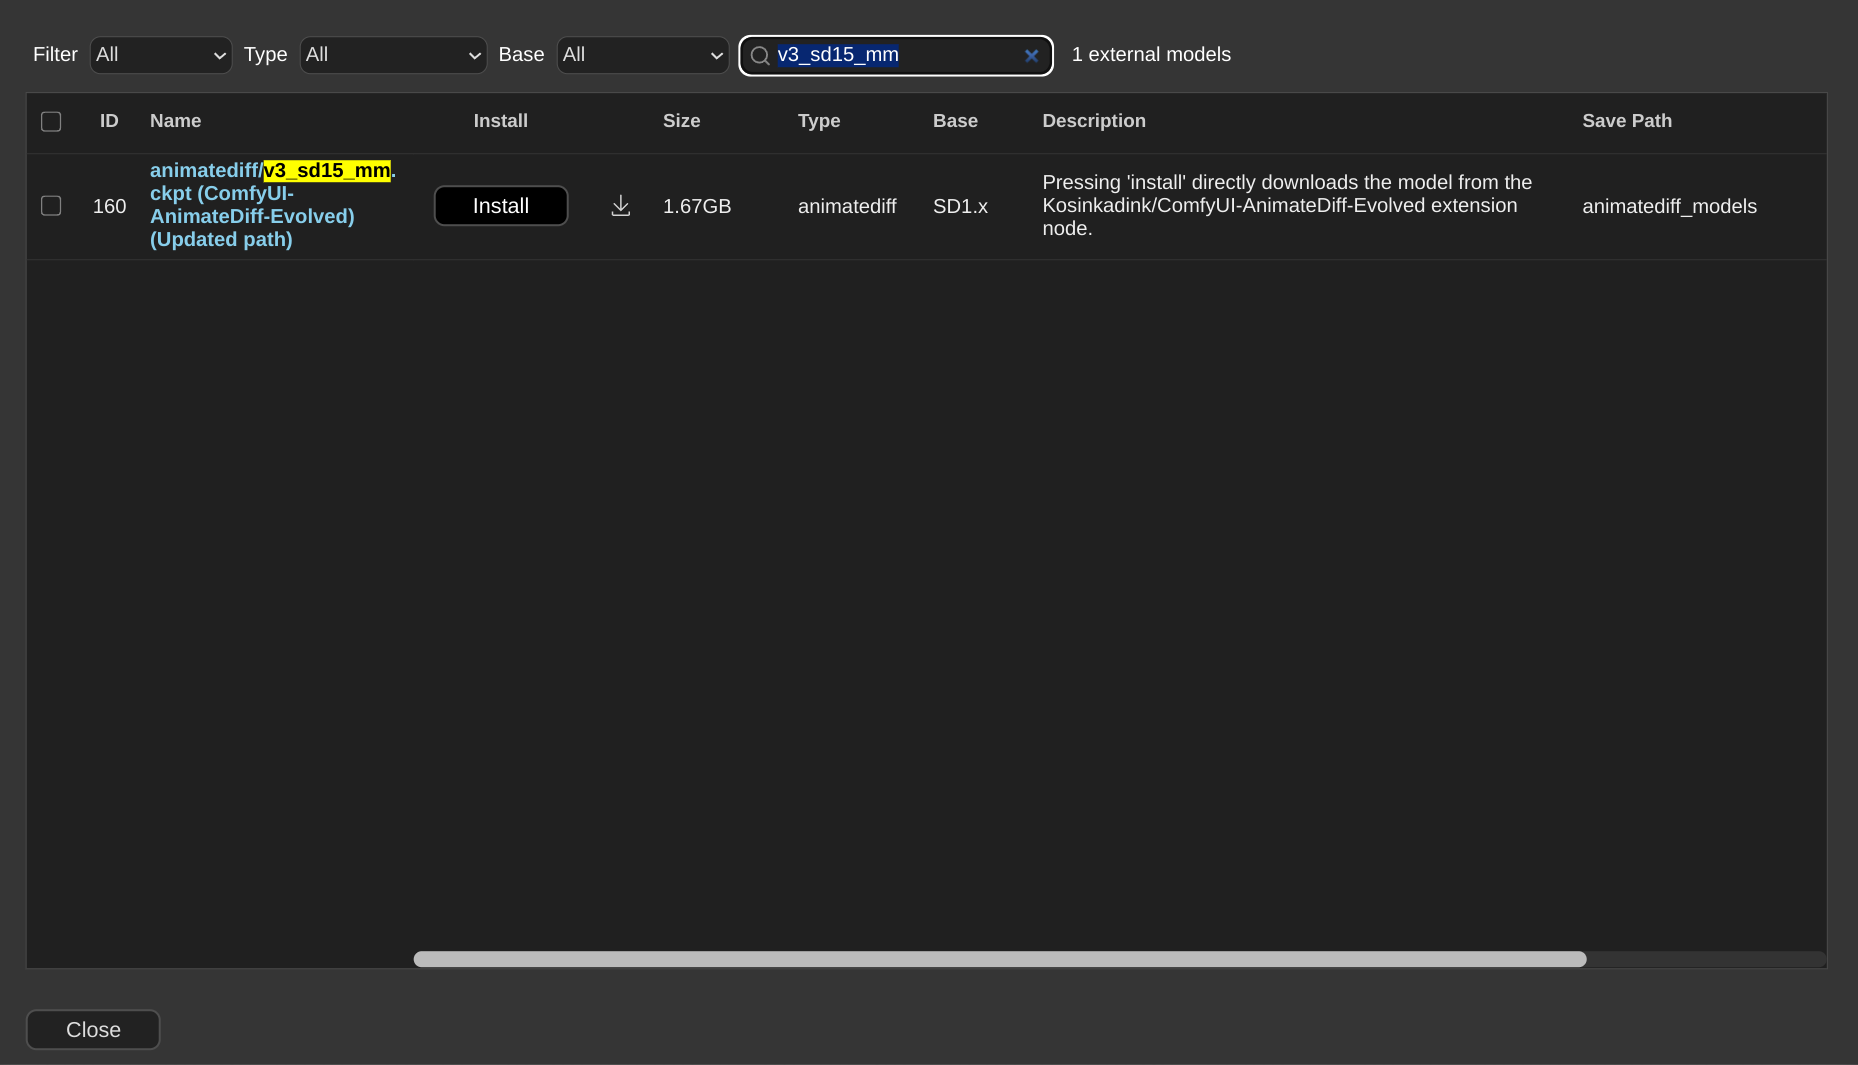 Filter All Type All Base All v3_sd15_mm 1 external models
ID Name Install Size Type Base Description Save Path
animatediff/v3_sd15_mm.
ckpt (ComfyUI-
AnimateDiff-Evolved)
(Updated path)
160 Install 1.67GB animatediff SD1.x
Pressing 'install' directly downloads the model from the
Kosinkadink/ComfyUI-AnimateDiff-Evolved extension
node.
animatediff_models
Close